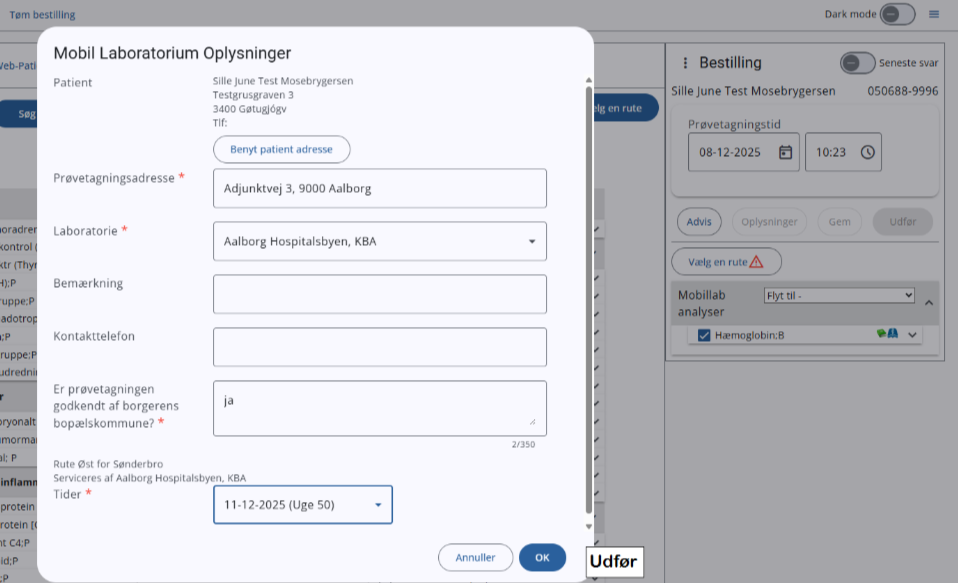 Tøm bestilling
Dark mode
Mobil Laboratorium Oplysninger
Patient
Sille June Test Mosebrygersen
Testgrusgraven 3
3400 Gøtugjógv
Tlf:
Benyt patient adresse
Prøvetagningsadresse *
Adjunktvej 3, 9000 Aalborg
Laboratorie *
Aalborg Hospitalsbyen, KBA
Bemærkning
Kontakttelefon
Er prøvetagningen
godkendt af borgerens
bopælskommune? *
ja
2/350
Rute Øst for Sønderbro
Serviceres af Aalborg Hospitalsbyen, KBA
Tider *
11-12-2025 (Uge 50)
Annuller
OK
Udfør
Søg
en rute
Bestilling
Seneste svar
Sille June Test Mosebrygersen
050688-9996
Prøvetagningstid
08-12-2025
10:23
Advis
Oplysninger
Gem
Udfør
Vælg en rute
Mobillab
analyser
Flyt til -
Hæmoglobin;B